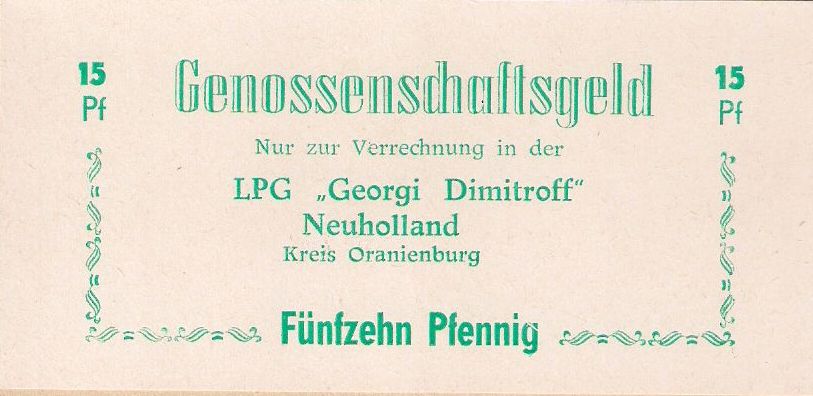 15 Pf
Genossenschaftsgeld
15 Pf
Nur zur Verrechnung in der
LPG „Georgi Dimitroff“
Neuholland
Kreis Oranienburg
Fünfzehn Pfennig